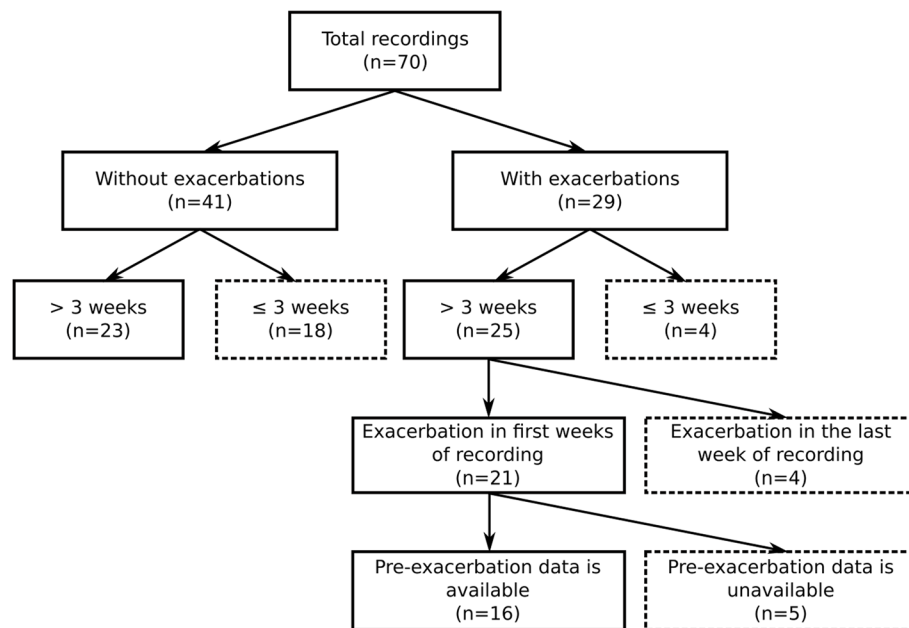 Total recordings
(n=70)
Without exacerbations
(n=41)
With exacerbations
(n=29)
> 3 weeks
(n=23)
≤ 3 weeks
(n=18)
> 3 weeks
(n=25)
≤ 3 weeks
(n=4)
Exacerbation in first weeks
of recording
(n=21)
Exacerbation in the last
week of recording
(n=4)
Pre-exacerbation data is
available
(n=16)
Pre-exacerbation data is
unavailable
(n=5)